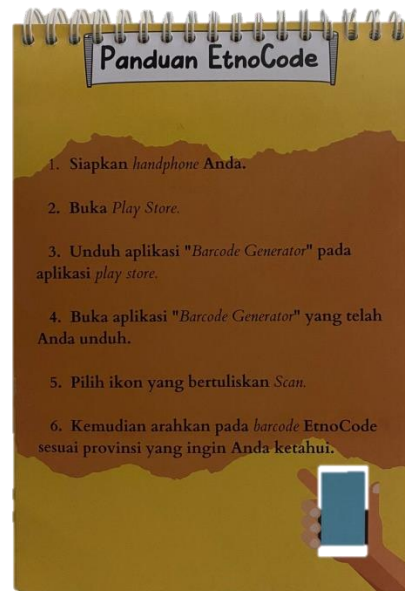 Panduan EtnoCode
1. Siapkan handphone Anda.
2. Buka Play Store.
3. Unduh aplikasi "Barcode Generator" pada
aplikasi play store.
4. Buka aplikasi "Barcode Generator" yang telah
Anda unduh.
5. Pilih ikon yang bertuliskan Scan.
6. Kemudian arahkan pada barcode EtnoCode
sesuai provinsi yang ingin Anda ketahui.